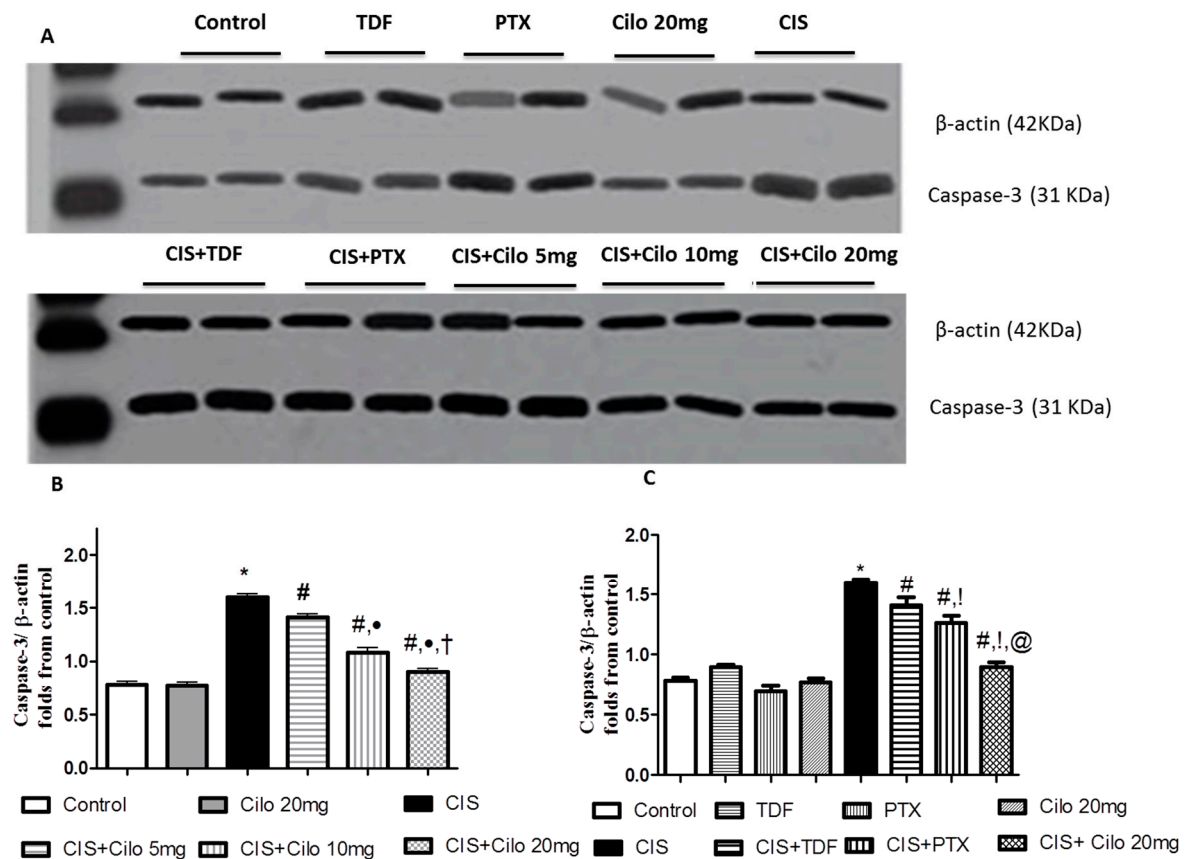 A
Control TDF PTX Cilo 20mg CIS
β-actin (42KDa)
Caspase-3 (31 KDa)
CIS+TDF CIS+PTX CIS+Cilo 5mg CIS+Cilo 10mg CIS+Cilo 20mg
β-actin (42KDa)
Caspase-3 (31 KDa)
B
Caspase-3/ β-actin
folds from control
2.0
1.5
1.0
0.5
0.0
*
#
#,•
#,•,†
Control Cilo 20mg CIS
CIS+Cilo 5mg CIS+Cilo 10mg CIS+Cilo 20mg
C
Caspase-3/β-actin
folds from control
2.0
1.5
1.0
0.5
0.0
*
#
#,!
#,!,@
Control TDF PTX Cilo 20mg
CIS CIS+TDF CIS+PTX CIS+ Cilo 20mg